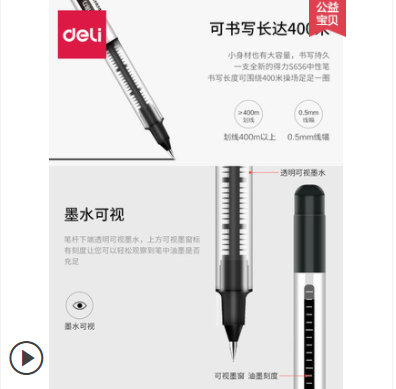 deli
公益
宝贝
可书写长达400米
小身材也有大容量，书写持久
一支全新的得力S656中性笔
书写长度可围绕400米操场足足一圈
>400m
划线
0.5mm
线幅
划线400m以上
0.5mm线幅
透明可视墨水
墨水可视
笔杆下端透明可视墨水，上方可视墨窗标
有刻度让您可以轻松观察到笔中油墨是否
充足
墨水可视
可视墨窗 油墨刻度